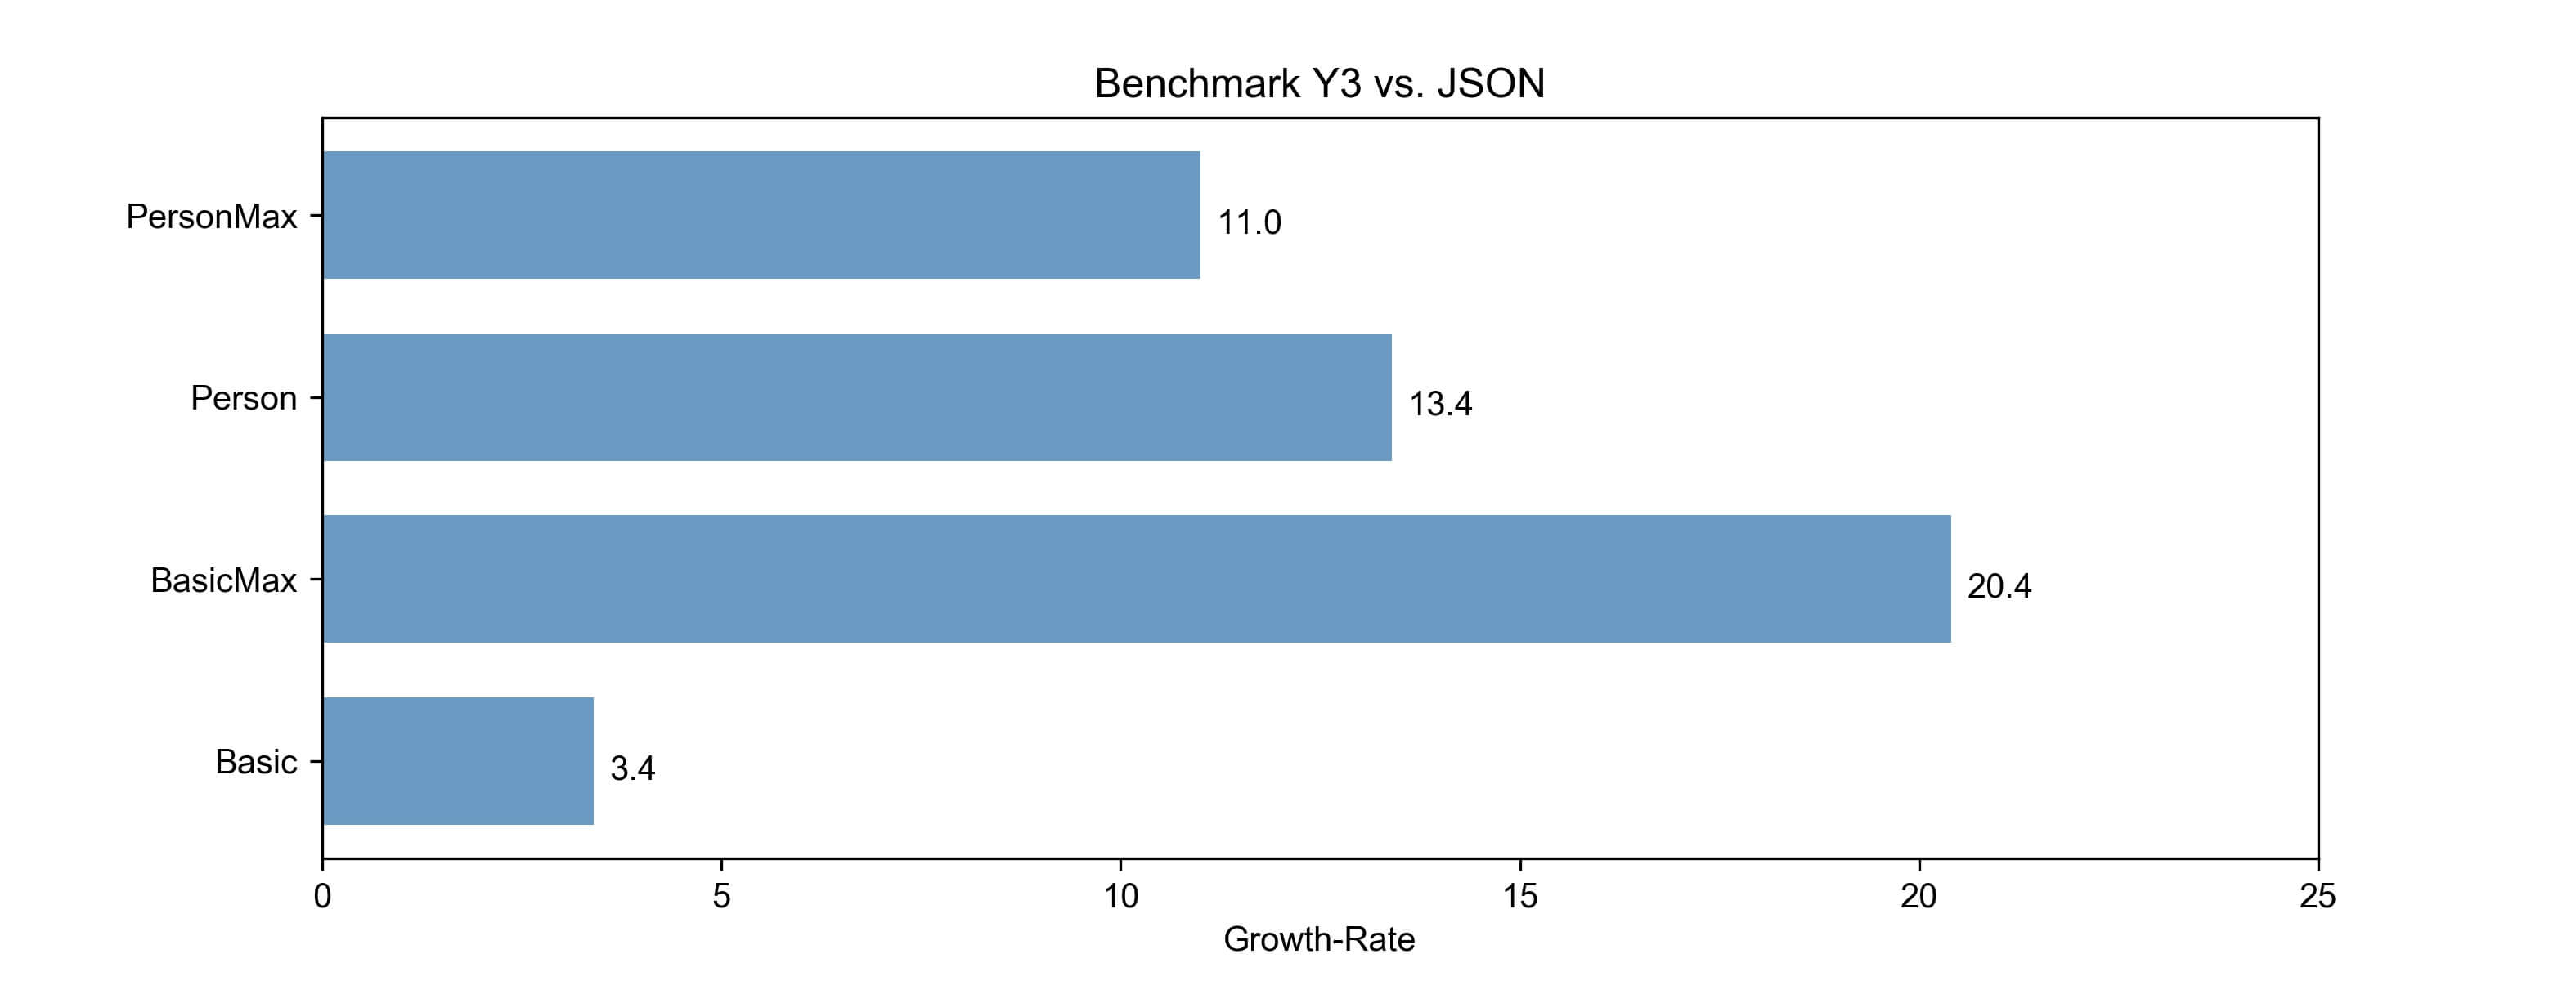 Benchmark Y3 vs. JSON
PersonMax
11.0
Person
13.4
BasicMax
20.4
Basic
3.4
0 5 10 15 20 25
Growth-Rate